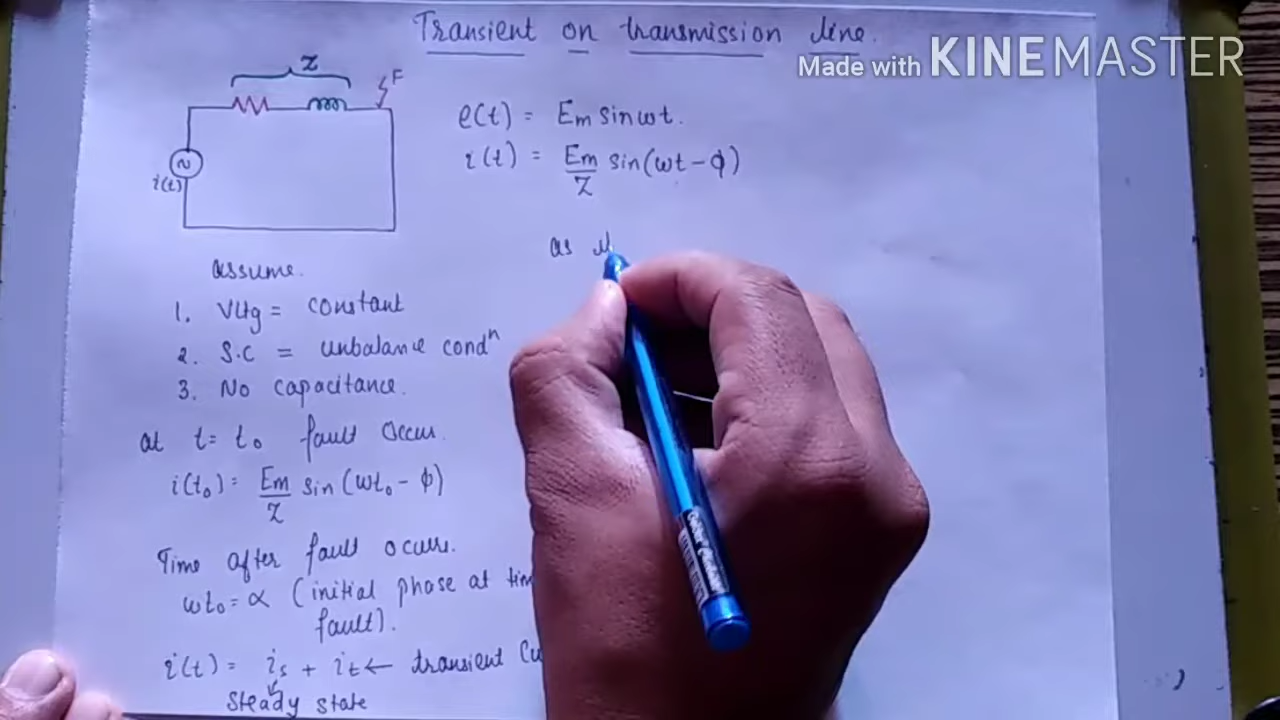 Transient on transmission line.
Made with KINEMASTER
Z
F
i(t)
e(t) = Em sinωt.
i(t) = Em/Z sin(ωt - ϕ)
as
assume.
1. Vltg = constant
2. S.C = unbalance condⁿ
3. No capacitance.
at t = t₀ fault occur.
i(t₀) = Em/Z sin (ωt₀ - ϕ)
Time after fault occurs.
ωt₀ = α (initial phase at
fault).
i(t) = is + it ← transient
steady state